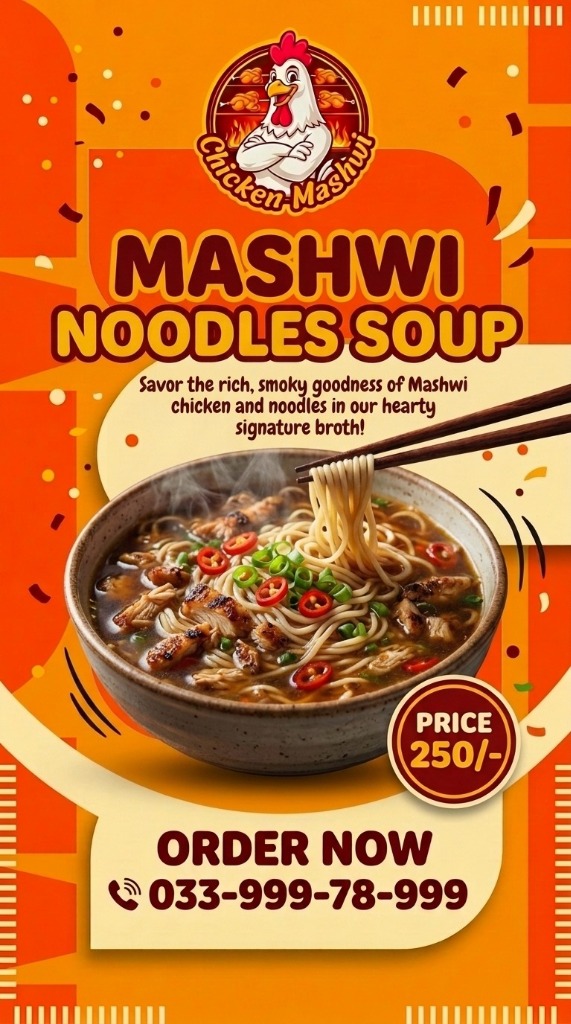 Chicken Mashwi
MASHWI
NOODLES SOUP
Savor the rich, smoky goodness of Mashwi
chicken and noodles in our hearty
signature broth!
PRICE
250/-
ORDER NOW
033-999-78-999